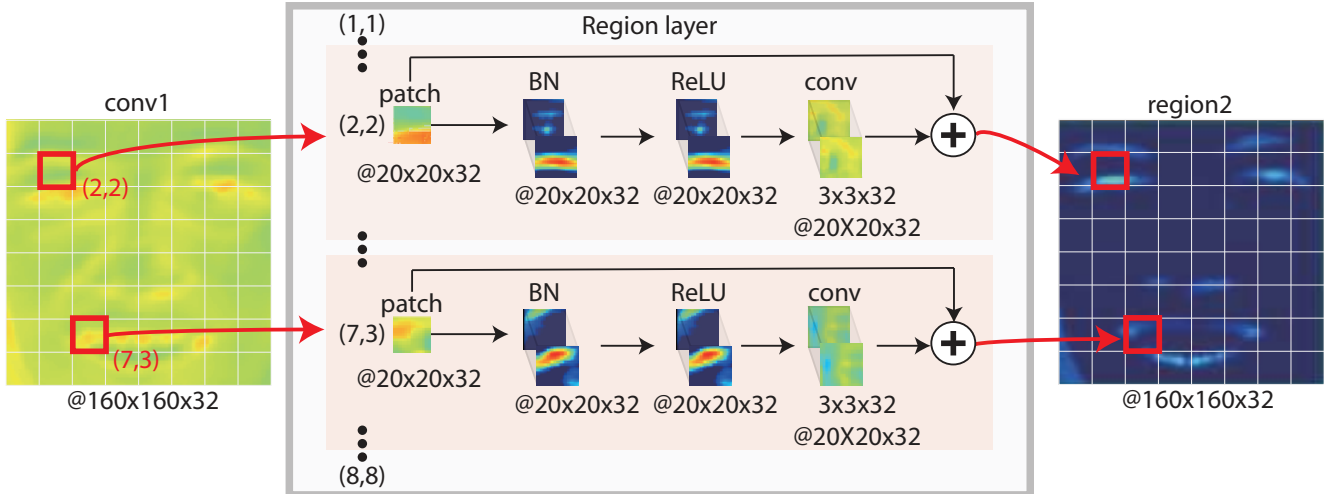 conv1
(2,2)
(7,3)
@160x160x32
Region layer
(1,1)
patch
BN
ReLU
conv
(2,2)
+
@20x20x32
@20x20x32
@20x20x32
3x3x32
@20X20x32
patch
BN
ReLU
conv
(7,3)
+
@20x20x32
@20x20x32
@20x20x32
3x3x32
@20X20x32
(8,8)
region2
@160x160x32